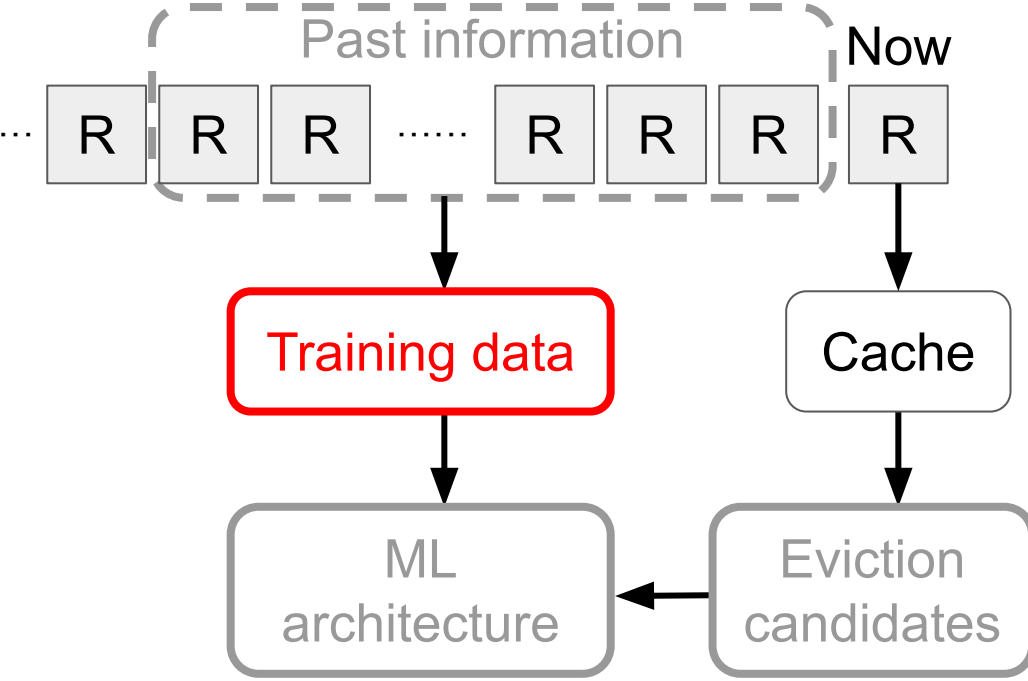 Past information
Now
... R R R ...... R R R R
Training data
Cache
ML
architecture
Eviction
candidates